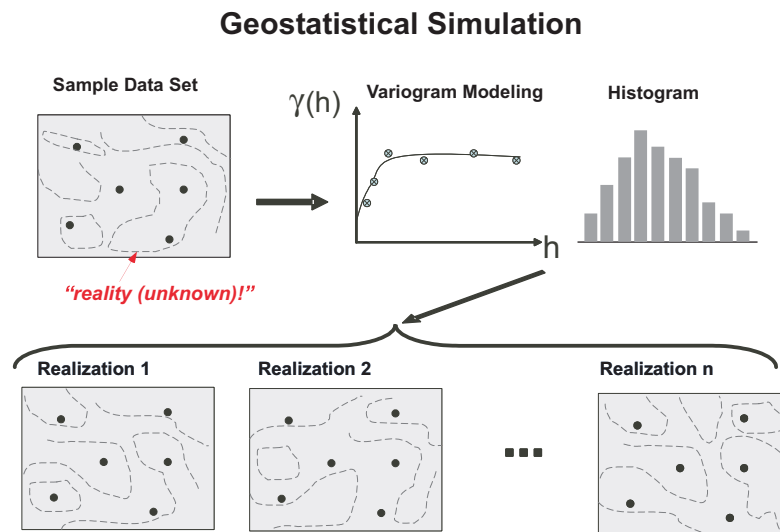 Geostatistical Simulation
Sample Data Set
γ(h)
Variogram Modeling
Histogram
h
“reality (unknown)!”
Realization 1
Realization 2
Realization n